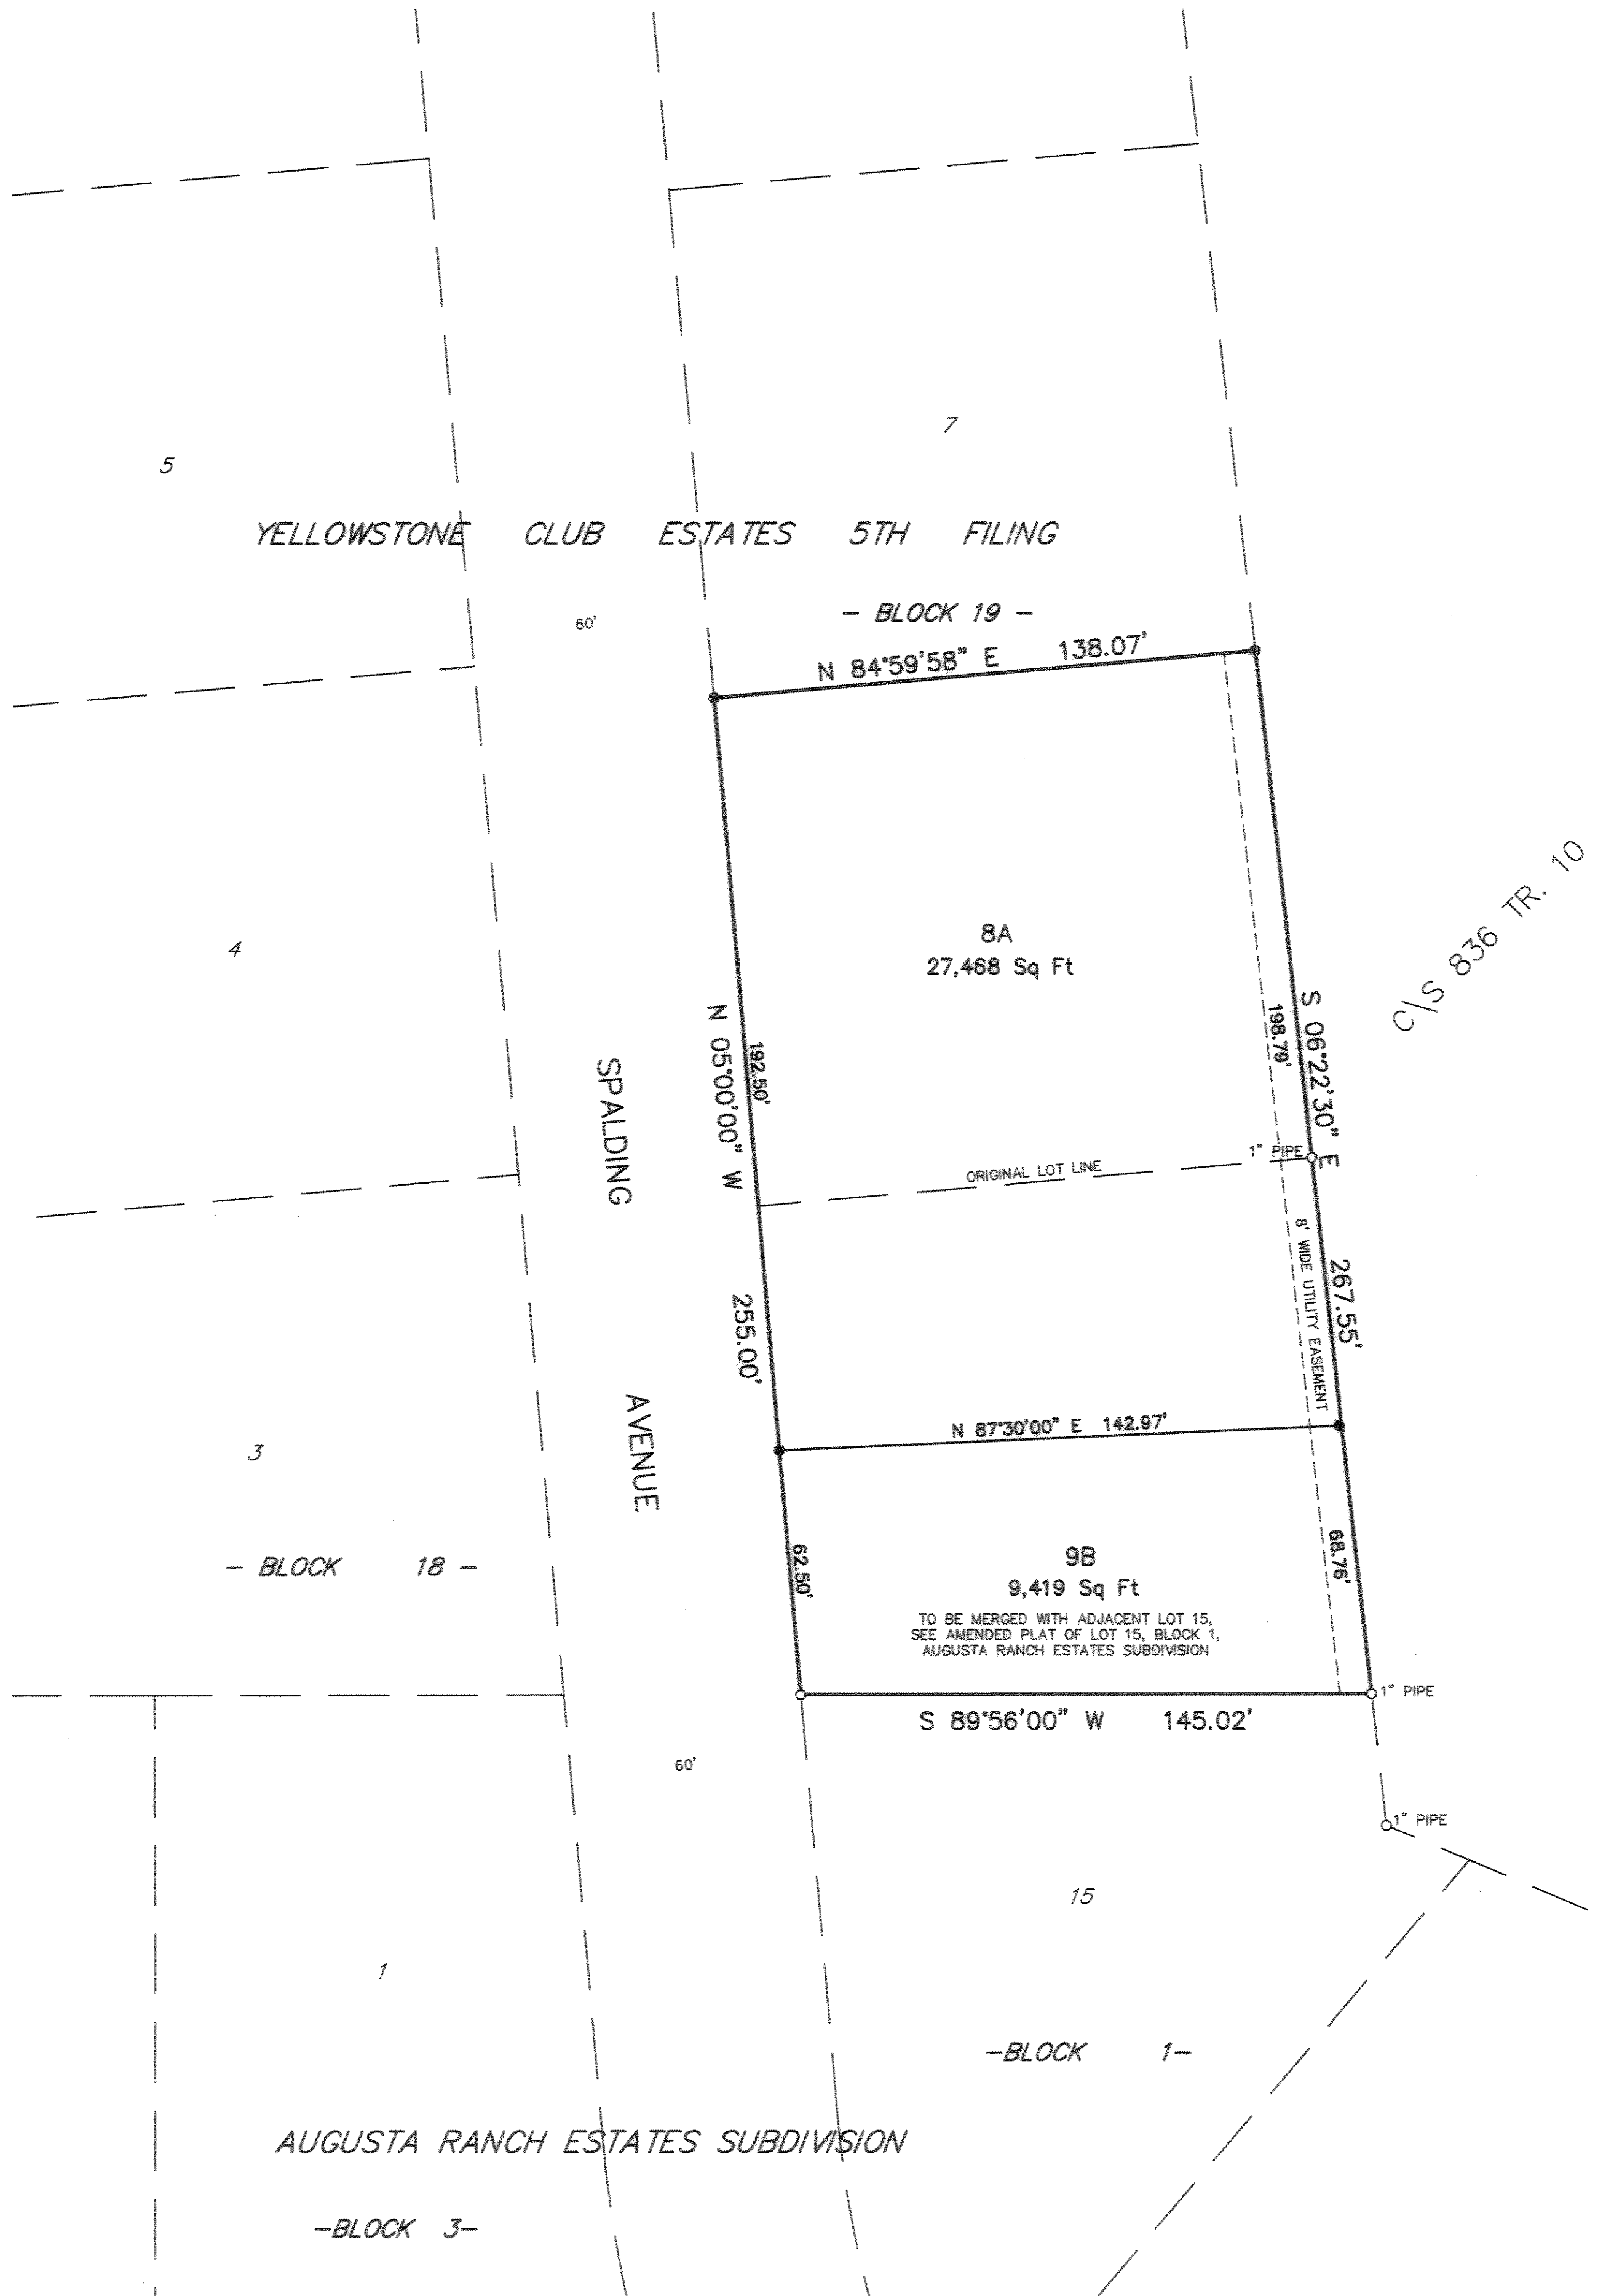 7
5
YELLOWSTONE CLUB ESTATES 5TH FILING
- BLOCK 19 -
60'
N 84°59'58" E 138.07'
C\S 836 TR. 10
8A
27,468 Sq Ft
4
S 06°22'30" E
198.79'
N 05°00'00" W
192.50'
SPALDING
1" PIPE
ORIGINAL LOT LINE
8' WIDE UTILITY EASEMENT
267.55'
255.00'
AVENUE
N 87°30'00" E 142.97'
3
- BLOCK 18 -
62.50'
68.76'
9B
9,419 Sq Ft
TO BE MERGED WITH ADJACENT LOT 15,
SEE AMENDED PLAT OF LOT 15, BLOCK 1,
AUGUSTA RANCH ESTATES SUBDIVISION
1" PIPE
S 89°56'00" W 145.02'
60'
1" PIPE
15
1
-BLOCK 1-
AUGUSTA RANCH ESTATES SUBDIVISION
-BLOCK 3-